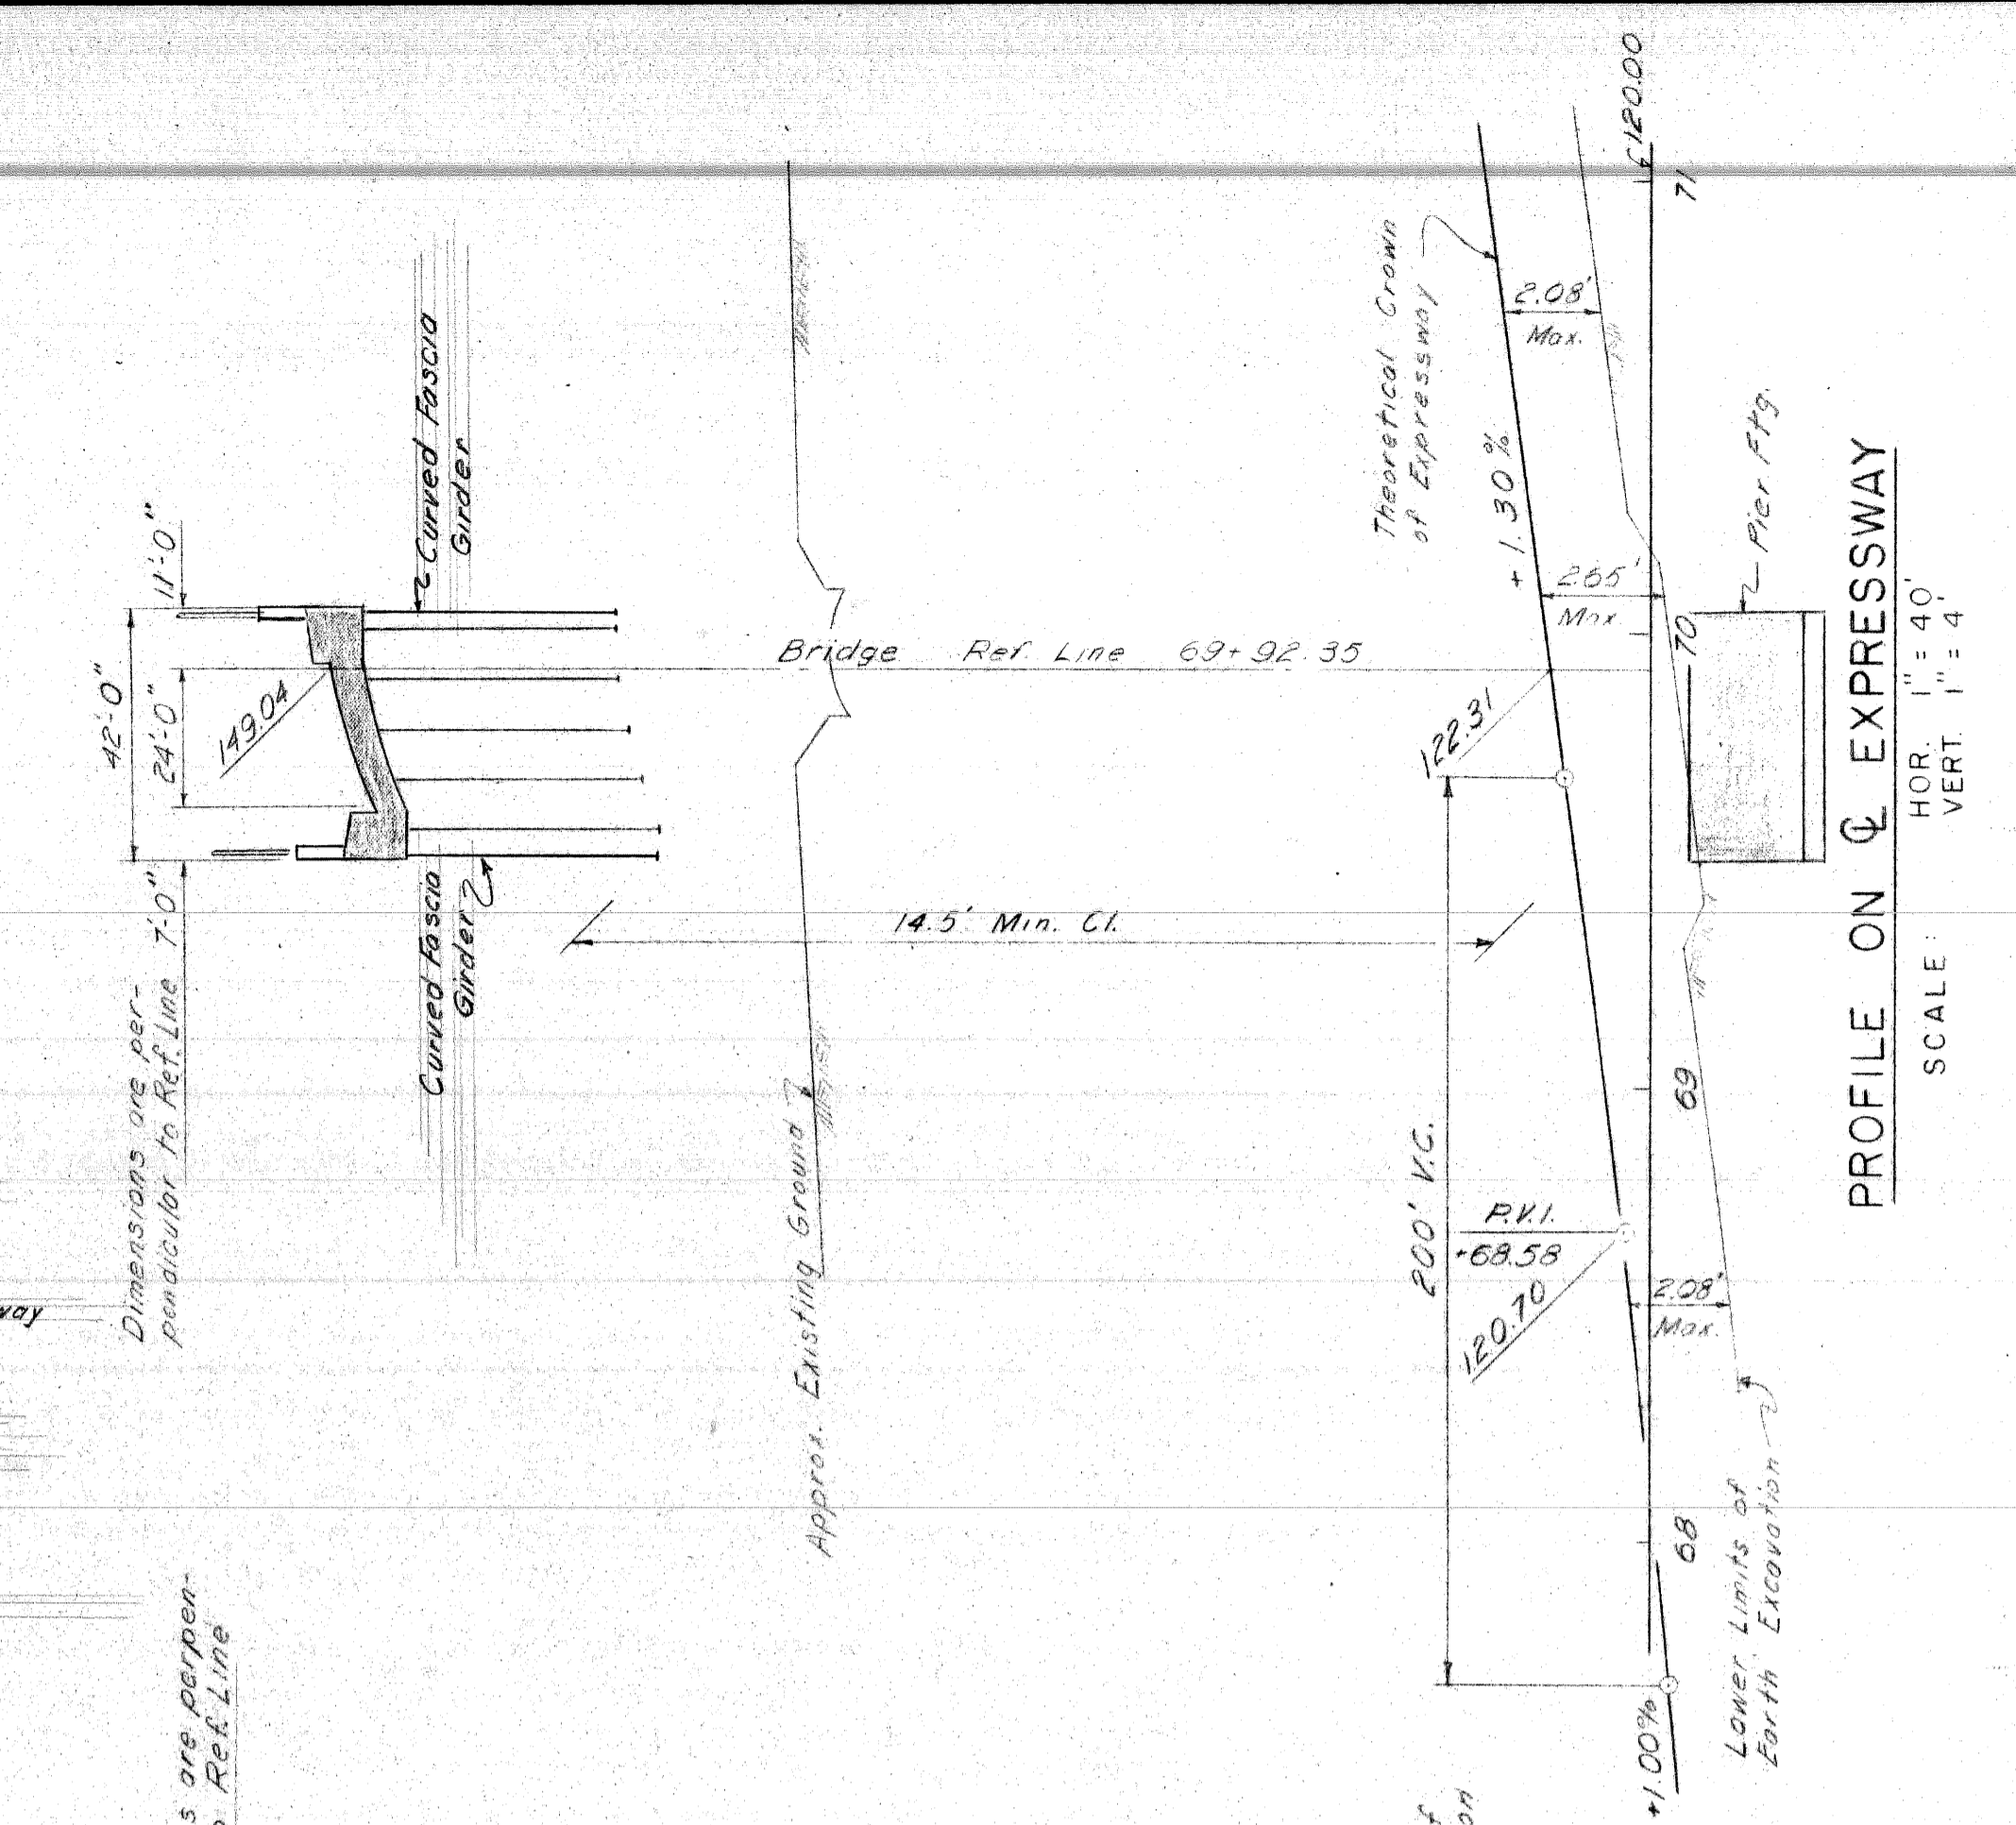 42'-0"
11'-0"
24'-0"
7'-0"
149.04
Dimensions are per-
pendicular to Ref. Line
Curved Fascia
Girder
Curved Fascia
Girder
way
s are perpen-
Ref. Line
Approx. Existing Ground
Bridge Ref. Line 69+92.35
14.5' Min. Cl.
Theoretical Crown
of Expressway
+1.30%
2.08'
Max.
2.65'
Max
122.31
200' V.C.
P.V.I.
+68.58
120.70
2.08'
Max.
+1.00%
120.00
71
70
69
68
Pier Ftg.
Lower Limits of
Earth Excavation
f
on
PROFILE ON ℄ EXPRESSWAY
SCALE: HOR. 1" = 40'
VERT. 1" = 4'